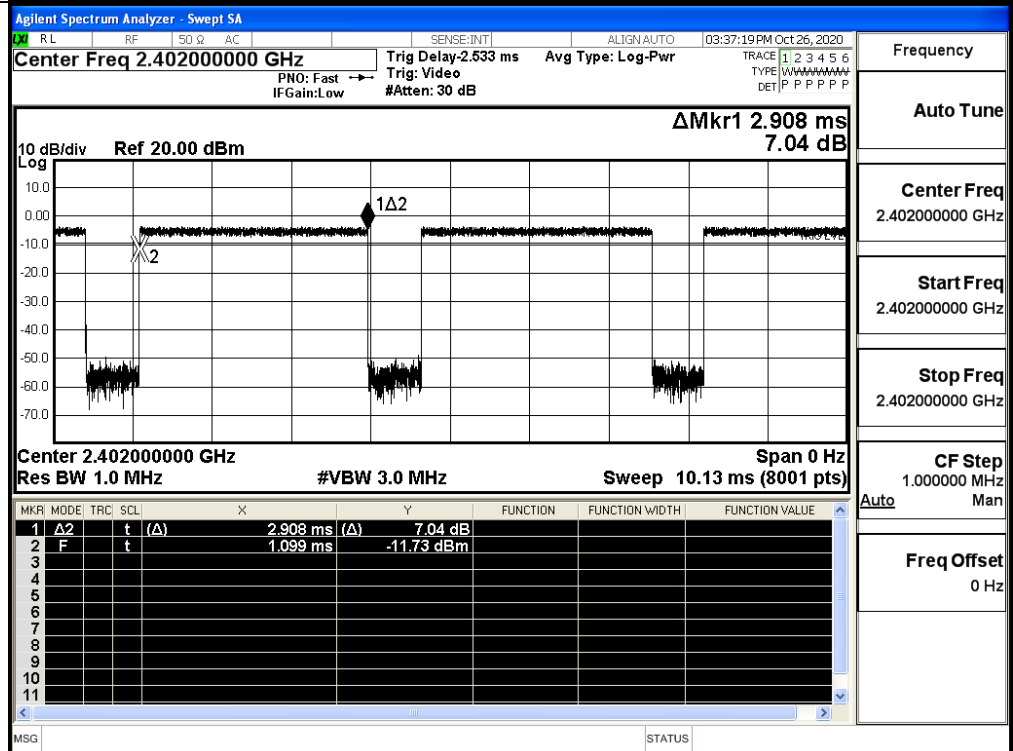 Agilent Spectrum Analyzer - Swept SA
LXI RL RF 50 Ω AC SENSE:INT ALIGN AUTO 03:37:19 PM Oct 26, 2020
Center Freq 2.402000000 GHz Trig Delay-2.533 ms Avg Type: Log-Pwr TRACE 1 2 3 4 5 6
PNO: Fast Trig: Video TYPE WWWWWW
IFGain:Low #Atten: 30 dB DET P P P P P P
ΔMkr1 2.908 ms
10 dB/div Ref 20.00 dBm 7.04 dB
Log
10.0
0.00
1Δ2
-10.0
2
-20.0
-30.0
-40.0
-50.0
-60.0
-70.0
Center 2.402000000 GHz Span 0 Hz
Res BW 1.0 MHz #VBW 3.0 MHz Sweep 10.13 ms (8001 pts)
MKR MODE TRC SCL X Y FUNCTION FUNCTION WIDTH FUNCTION VALUE
1 Δ2 t (Δ) 2.908 ms (Δ) 7.04 dB
2 F t 1.099 ms -11.73 dBm
3
4
5
6
7
8
9
10
11
MSG STATUS
Frequency
Auto Tune
Center Freq
2.402000000 GHz
Start Freq
2.402000000 GHz
Stop Freq
2.402000000 GHz
CF Step
1.000000 MHz
Auto Man
Freq Offset
0 Hz